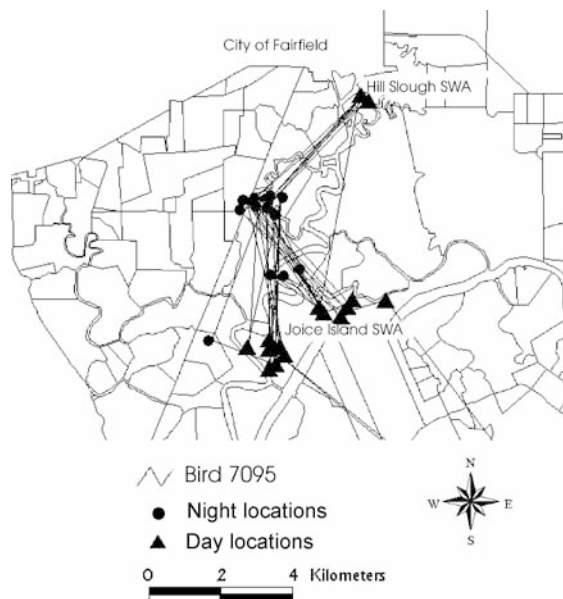 City of Fairfield
Hill Slough SWA
Joice Island SWA
Bird 7095
Night locations
Day locations
N
W E
S
0 2 4 Kilometers